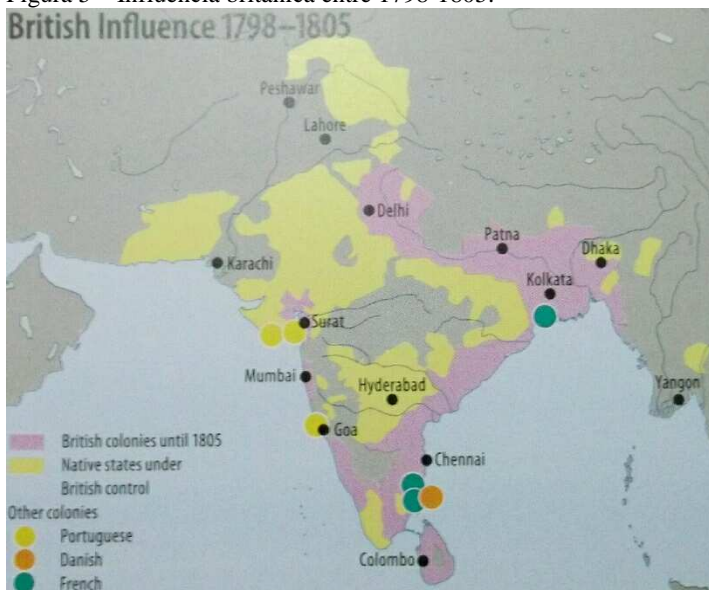 Figura 3 – Influência britânica entre 1798-1805.
British Influence 1798–1805
Peshawar
Lahore
Delhi
Patna
Dhaka
Karachi
Kolkata
Surat
Mumbai
Hyderabad
Yangon
Goa
British colonies until 1805
Native states under
British control
Chennai
Other colonies
Portuguese
Danish
Colombo
French